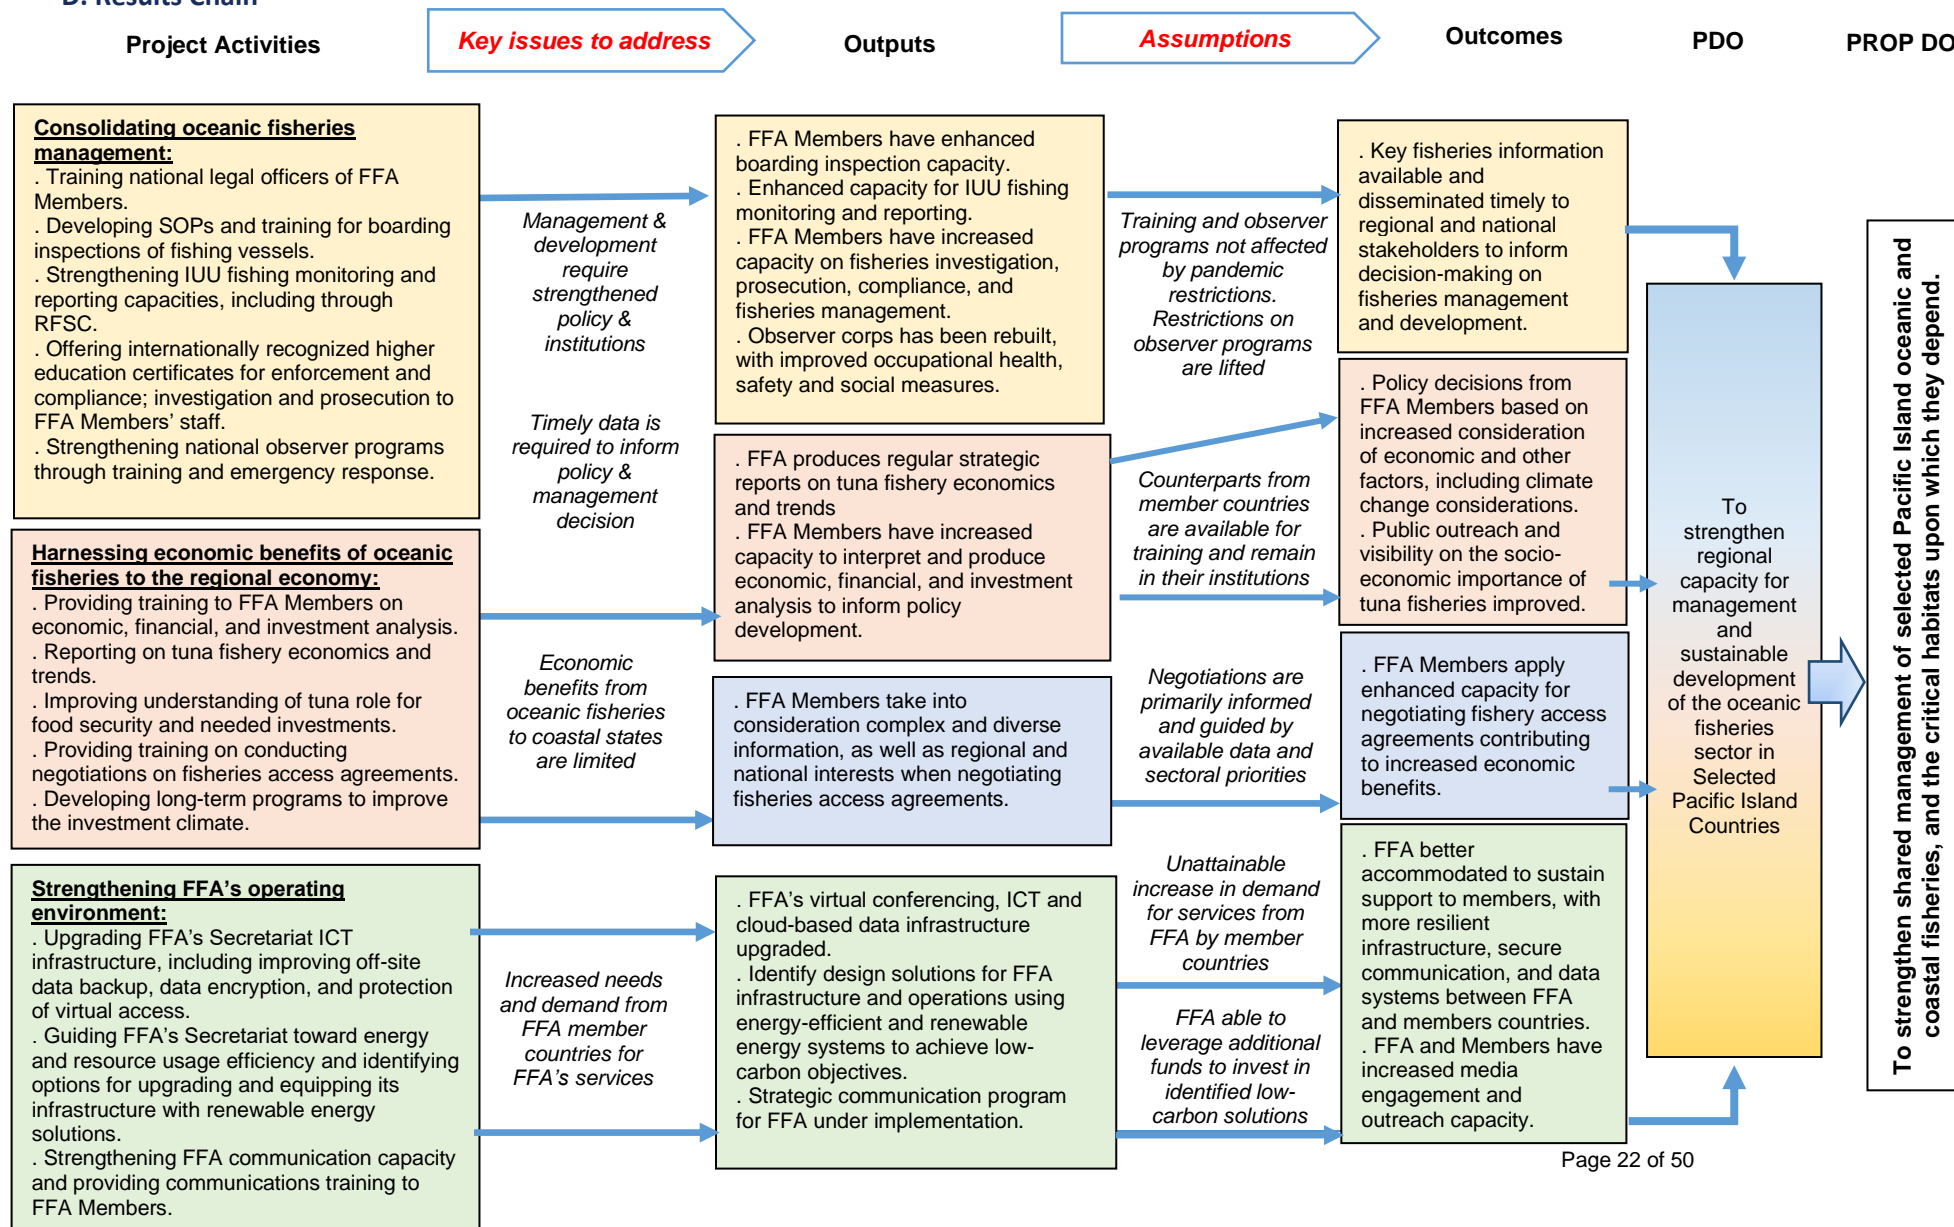 D. Results Chain
Project Activities
Key issues to address
Outputs
Assumptions
Outcomes
PDO
PROP DO
Consolidating oceanic fisheries
management:
. Training national legal officers of FFA
Members.
. Developing SOPs and training for boarding
inspections of fishing vessels.
. Strengthening IUU fishing monitoring and
reporting capacities, including through
RFSC.
. Offering internationally recognized higher
education certificates for enforcement and
compliance; investigation and prosecution to
FFA Members' staff.
. Strengthening national observer programs
through training and emergency response.
Harnessing economic benefits of oceanic
fisheries to the regional economy:
. Providing training to FFA Members on
economic, financial, and investment analysis.
. Reporting on tuna fishery economics and
trends.
. Improving understanding of tuna role for
food security and needed investments.
. Providing training on conducting
negotiations on fisheries access agreements.
. Developing long-term programs to improve
the investment climate.
Strengthening FFA's operating
environment:
. Upgrading FFA's Secretariat ICT
infrastructure, including improving off-site
data backup, data encryption, and protection
of virtual access.
. Guiding FFA's Secretariat toward energy
and resource usage efficiency and identifying
options for upgrading and equipping its
infrastructure with renewable energy
solutions.
. Strengthening FFA communication capacity
and providing communications training to
FFA Members.
Management &
development
require
strengthened
policy &
institutions
Timely data is
required to inform
policy &
management
decision
Economic
benefits from
oceanic fisheries
to coastal states
are limited
Increased needs
and demand from
FFA member
countries for
FFA's services
. FFA Members have enhanced
boarding inspection capacity.
. Enhanced capacity for IUU fishing
monitoring and reporting.
. FFA Members have increased
capacity on fisheries investigation,
prosecution, compliance, and
fisheries management.
. Observer corps has been rebuilt,
with improved occupational health,
safety and social measures.
. FFA produces regular strategic
reports on tuna fishery economics
and trends
. FFA Members have increased
capacity to interpret and produce
economic, financial, and investment
analysis to inform policy
development.
. FFA Members take into
consideration complex and diverse
information, as well as regional and
national interests when negotiating
fisheries access agreements.
. FFA's virtual conferencing, ICT and
cloud-based data infrastructure
upgraded.
. Identify design solutions for FFA
infrastructure and operations using
energy-efficient and renewable
energy systems to achieve low-
carbon objectives.
. Strategic communication program
for FFA under implementation.
Training and observer
programs not affected
by pandemic
restrictions.
Restrictions on
observer programs
are lifted
Counterparts from
member countries
are available for
training and remain
in their institutions
Negotiations are
primarily informed
and guided by
available data and
sectoral priorities
Unattainable
increase in demand
for services from
FFA by member
countries
FFA able to
leverage additional
funds to invest in
identified low-
carbon solutions
. Key fisheries information
available and
disseminated timely to
regional and national
stakeholders to inform
decision-making on
fisheries management
and development.
. Policy decisions from
FFA Members based on
increased consideration
of economic and other
factors, including climate
change considerations.
. Public outreach and
visibility on the socio-
economic importance of
tuna fisheries improved.
. FFA Members apply
enhanced capacity for
negotiating fishery access
agreements contributing
to increased economic
benefits.
. FFA better
accommodated to sustain
support to members, with
more resilient
infrastructure, secure
communication, and data
systems between FFA
and members countries.
. FFA and Members have
increased media
engagement and
outreach capacity.
To
strengthen
regional
capacity for
management
and
sustainable
development
of the oceanic
fisheries
sector in
Selected
Pacific Island
Countries
To strengthen shared management of selected Pacific Island oceanic and
coastal fisheries, and the critical habitats upon which they depend.
Page 22 of 50